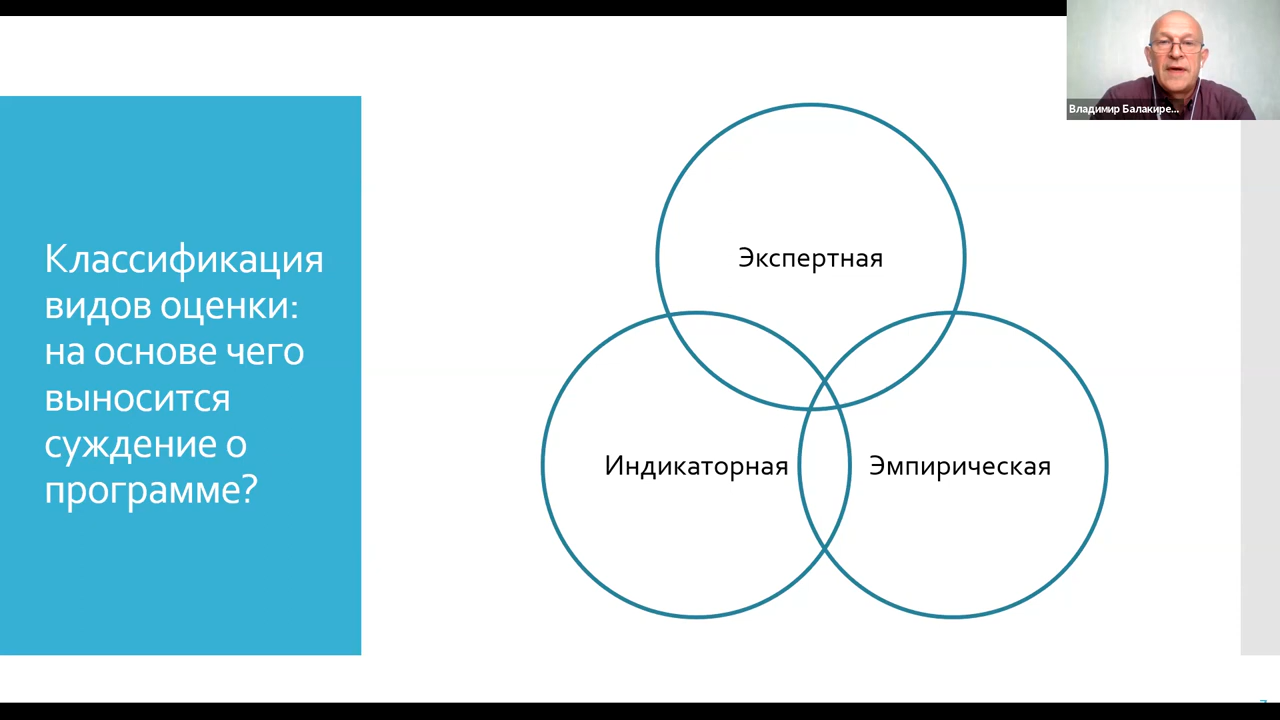 Владимир Балакире...
Классификация
видов оценки:
на основе чего
выносится
суждение о
программе?
Экспертная
Индикаторная
Эмпирическая